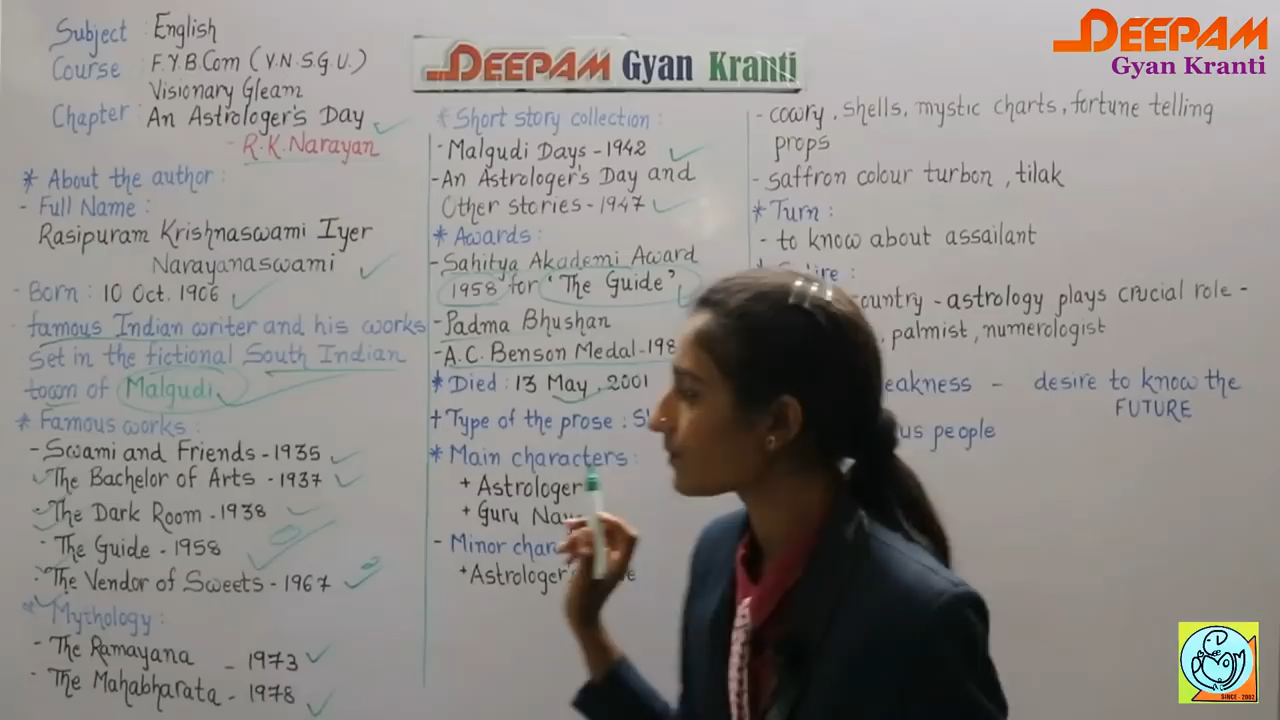 Subject : English
Course : F.Y.B.Com (V.N.S.G.U.)
Visionary Gleam
Chapter : An Astrologer's Day
- R.K.Narayan
* About the author :
- Full Name :
Rasipuram Krishnaswami Iyer
Narayanaswami
- Born : 10 Oct. 1906
famous Indian writer and his works
set in the fictional South Indian
town of Malgudi
* Famous works :
- Swami and Friends - 1935
- The Bachelor of Arts - 1937
- The Dark Room - 1938
- The Guide - 1958
- The Vendor of Sweets - 1967
* Mythology :
- The Ramayana - 1973
- The Mahabharata - 1978
DEEPAM Gyan Kranti
* Short story collection :
- Malgudi Days - 1942
- An Astrologer's Day and
Other stories - 1947
* Awards :
- Sahitya Akademi Award
1958 for 'The Guide'
- Padma Bhushan
- A.C. Benson Medal - 198
* Died : 13 May, 2001
+ Type of the prose :
* Main characters :
+ Astrologer
+ Guru
- Minor
+ Astrologer
DEEPAM
Gyan Kranti
- cowry, shells, mystic charts, fortune telling
props
- saffron colour turbon, tilak
* Turn :
- to know about assailant
country - astrology plays crucial role -
, palmist, numerologist
- desire to know the
FUTURE
people
SINCE - 2002